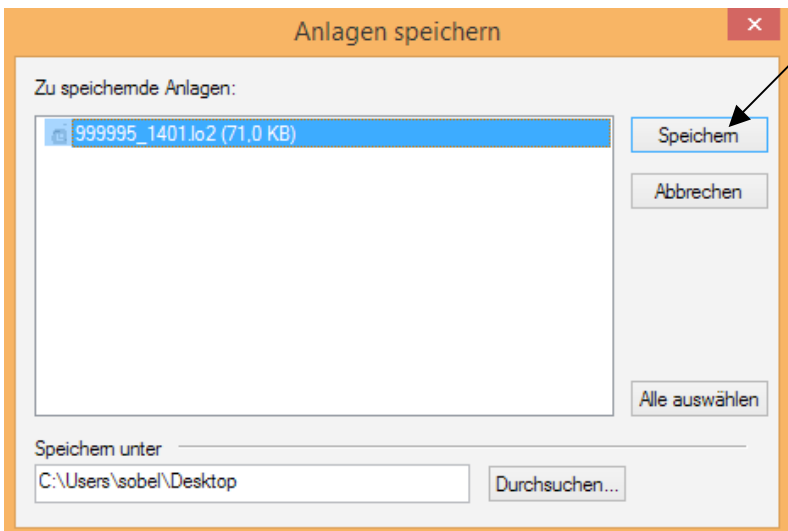 Anlagen speichern
Zu speichernde Anlagen:
999995_1401.lo2 (71,0 KB)
Speichern
Abbrechen
Alle auswählen
Speichern unter
C:\Users\sobel\Desktop
Durchsuchen...